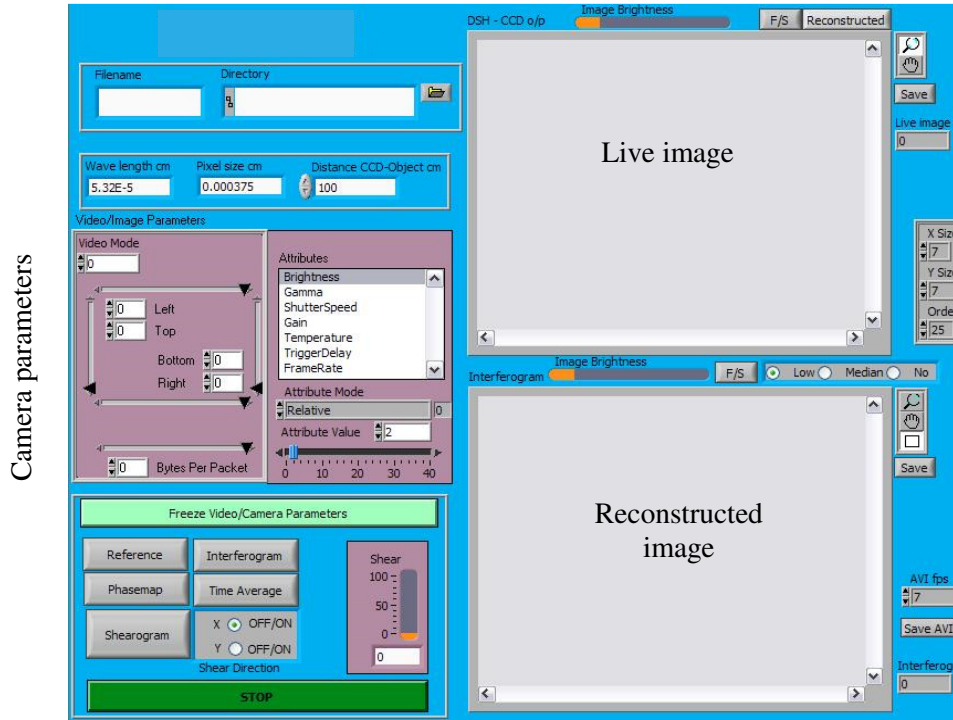 Camera parameters
Filename
Directory
Wave length cm
Pixel size cm
Distance CCD-Object cm
5.32E-5
0.000375
100
Video/Image Parameters
Video Mode
0
0 Left
0 Top
Bottom 0
Right 0
0 Bytes Per Packet
Attributes
Brightness
Gamma
ShutterSpeed
Gain
Temperature
TriggerDelay
FrameRate
Attribute Mode
Relative 0
Attribute Value 2
0 10 20 30 40
Freeze Video/Camera Parameters
Reference
Interferogram
Phasemap
Time Average
Shearogram
X OFF/ON
Y OFF/ON
Shear Direction
Shear
100
50
0
0
STOP
DSH - CCD o/p
Image Brightness
F/S
Reconstructed
Live image
Save
Live image
0
X Size
7
Y Size
7
Orde
25
Interferogram
Image Brightness
F/S
Low Median No
Reconstructed
image
Save
AVI fps
7
Save AVI
Interferog
0